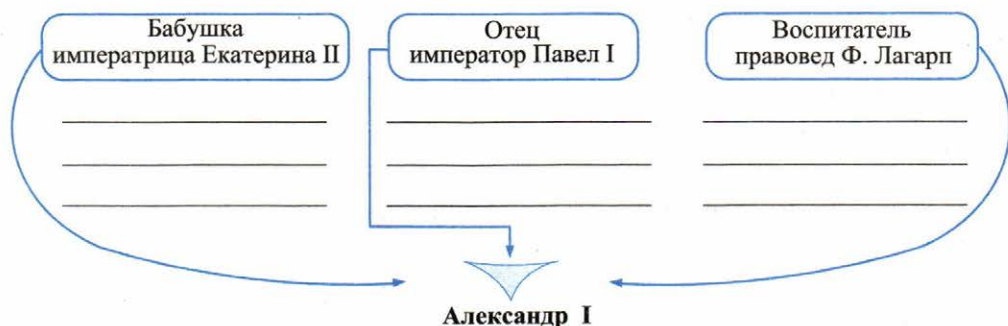 Бабушка
императрица Екатерина II
Отец
император Павел I
Воспитатель
правовед Ф. Лагарп
Александр I